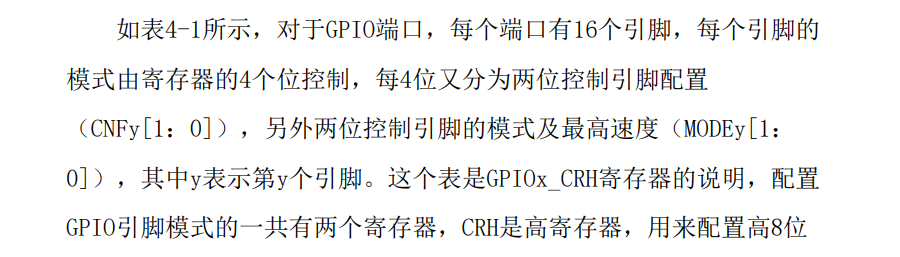 如表4-1所示，对于GPIO端口，每个端口有16个引脚，每个引脚的
模式由寄存器的4个位控制，每4位又分为两位控制引脚配置
（CNFy[1：0]），另外两位控制引脚的模式及最高速度（MODEy[1：
0]），其中y表示第y个引脚。这个表是GPIOx_CRH寄存器的说明，配置
GPIO引脚模式的一共有两个寄存器，CRH是高寄存器，用来配置高8位